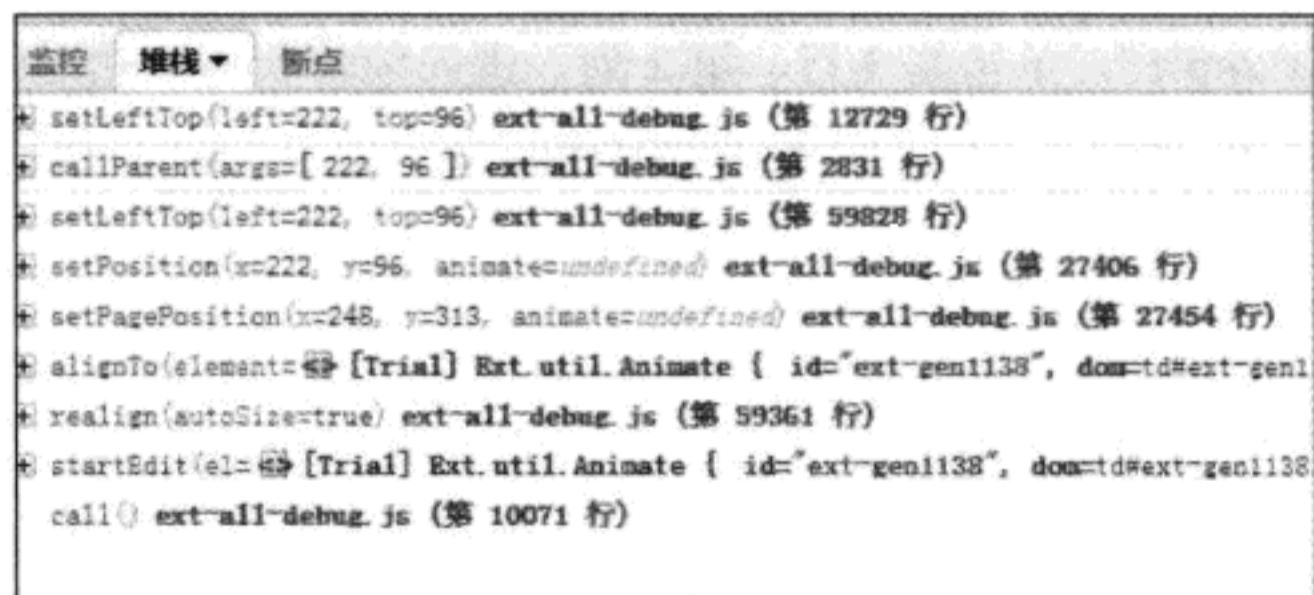 监控 堆栈 ▼ 断点
setLeftTop(left=222, top=96) ext-all-debug.js (第 12729 行)
callParent(args=[ 222, 96 ]) ext-all-debug.js (第 2831 行)
setLeftTop(left=222, top=96) ext-all-debug.js (第 59828 行)
setPosition(x=222, y=96, animate=undefined) ext-all-debug.js (第 27406 行)
setPagePosition(x=248, y=313, animate=undefined) ext-all-debug.js (第 27454 行)
alignTo(element=<> [Trial] Ext.util.Animate { id="ext-gen1138", dom=td#ext-gen1
realign(autoSize=true) ext-all-debug.js (第 59361 行)
startEdit(el=<> [Trial] Ext.util.Animate { id="ext-gen1138", dom=td#ext-gen1138
call() ext-all-debug.js (第 10071 行)